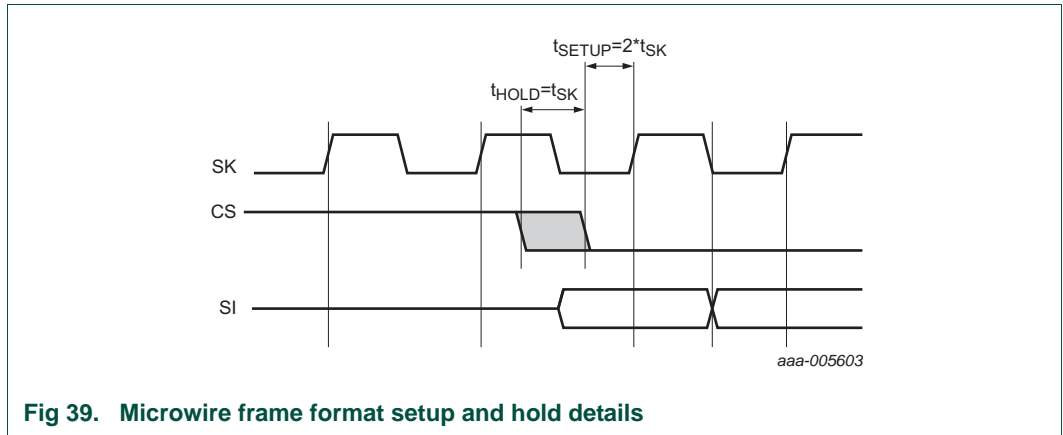 tSETUP=2*tSK
tHOLD=tSK
SK
CS
SI
aaa-005603
Fig 39. Microwire frame format setup and hold details